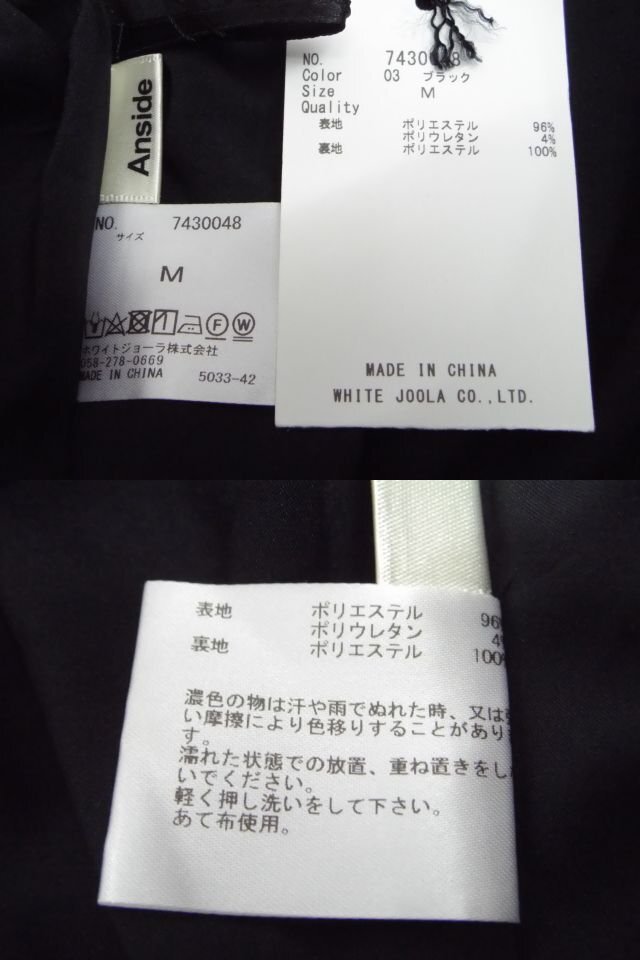 Anside
NO. 7430048
サイズ
M
ホワイトジョーラ株式会社
058-278-0669
MADE IN CHINA 5033-42
NO. 7430048
Color 03 ブラック
Size M
Quality
表地 ポリエステル 96%
ポリウレタン 4%
裏地 ポリエステル 100%
MADE IN CHINA
WHITE JOOLA CO.,LTD.
表地 ポリエステル 96%
ポリウレタン 4%
裏地 ポリエステル 100%
濃色の物は汗や雨でぬれた時、又は
い摩擦により色移りすることがあり
す。
濡れた状態での放置、重ね置きをし
いでください。
軽く押し洗いをして下さい。
あて布使用。